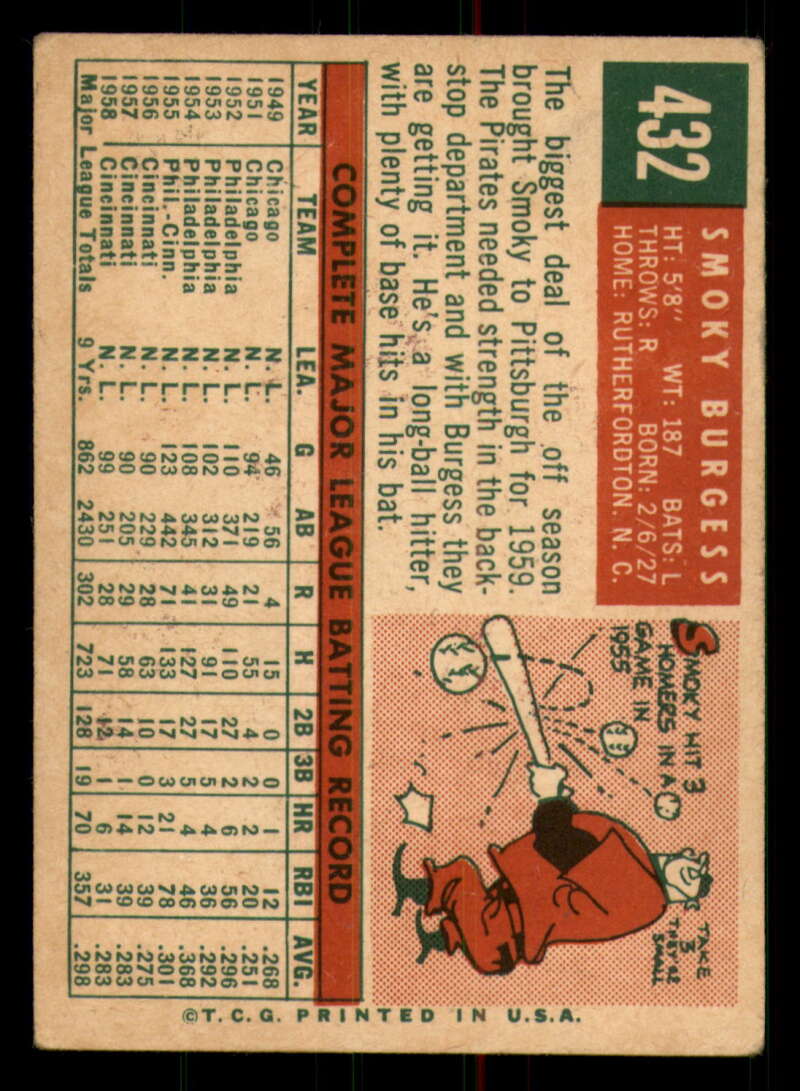 432
SMOKY BURGESS
HT: 5'8" WT: 187 BATS: L
THROWS: R BORN: 2/6/27
HOME: RUTHERFORDTON, N. C.
The biggest deal of the off season
brought Smoky to Pittsburgh for 1959.
The Pirates needed strength in the back-
stop department and with Burgess they
are getting it. He's a long-ball hitter,
with plenty of base hits in his bat.
SMOKY HIT 3
HOMERS IN A
GAME IN
1955
TAKE
3
THEY'RE
SMALL
COMPLETE MAJOR LEAGUE BATTING RECORD
YEAR TEAM LEA. G AB R H 2B 3B HR RBI AVG.
1949 Chicago N. L. 46 56 4 15 0 0 1 12 .268
1951 Chicago N. L. 94 219 21 55 4 2 2 20 .251
1952 Philadelphia N. L. 110 371 49 110 27 2 6 56 .296
1953 Philadelphia N. L. 102 312 31 91 17 5 4 36 .292
1954 Philadelphia N. L. 108 345 41 127 27 5 4 46 .368
1955 Phil.-Cinn. N. L. 123 442 71 133 17 3 21 78 .301
1956 Cincinnati N. L. 90 229 28 63 10 0 12 39 .275
1957 Cincinnati N. L. 90 205 29 58 14 1 14 39 .283
1958 Cincinnati N. L. 99 251 28 71 12 1 6 31 .283
Major League Totals 9 Yrs. 862 2430 302 723 128 19 70 357 .298
©T.C.G. PRINTED IN U.S.A.